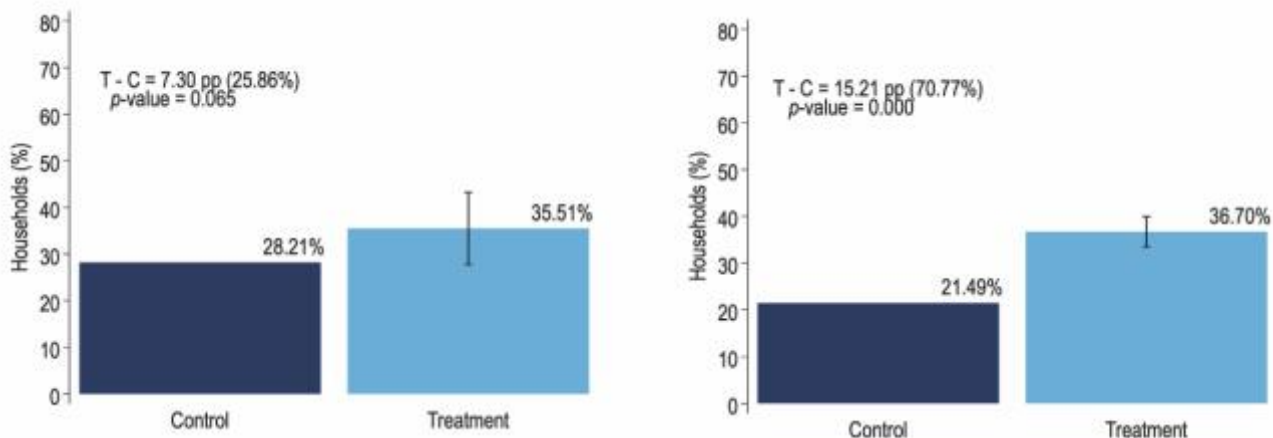 80
70
60
50
40
30
20
10
0
Households (%)
T - C = 7.30 pp (25.86%)
p-value = 0.065
28.21%
35.51%
Control
Treatment
80
70
60
50
40
30
20
10
0
Households (%)
T - C = 15.21 pp (70.77%)
p-value = 0.000
21.49%
36.70%
Control
Treatment